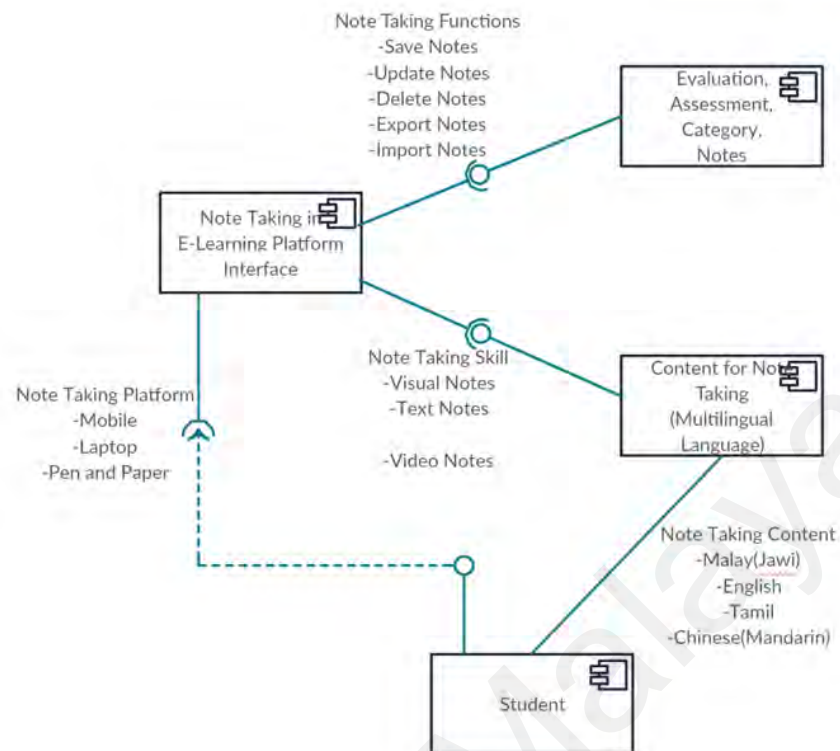 Note Taking Functions
-Save Notes
-Update Notes
-Delete Notes
-Export Notes
-Import Notes
Evaluation,
Assessment,
Category,
Notes
Note Taking in
E-Learning Platform
Interface
Note Taking Skill
-Visual Notes
-Text Notes
-Video Notes
Content for Note
Taking
(Multilingual
Language)
Note Taking Platform
-Mobile
-Laptop
-Pen and Paper
Note Taking Content
-Malay(Jawi)
-English
-Tamil
-Chinese(Mandarin)
Student
Malaya